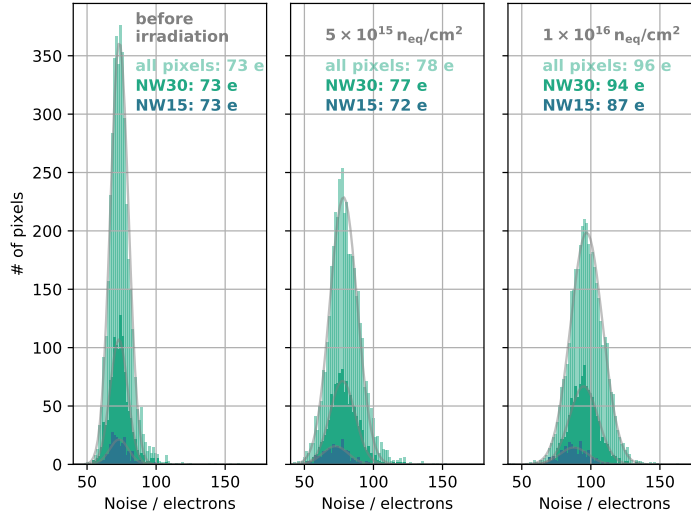 before
irradiation
all pixels: 73 e
NW30: 73 e
NW15: 73 e
5 × 10¹⁵ n_eq/cm²
all pixels: 78 e
NW30: 77 e
NW15: 72 e
1 × 10¹⁶ n_eq/cm²
all pixels: 96 e
NW30: 94 e
NW15: 87 e
# of pixels
350
300
250
200
150
100
50
0
50 100 150
50 100 150
50 100 150
Noise / electrons
Noise / electrons
Noise / electrons